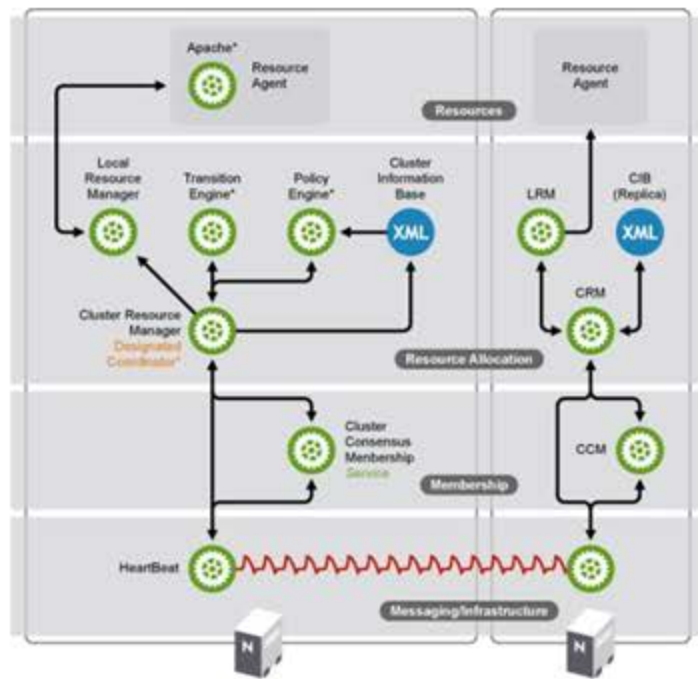 Apache*
Resource
Agent
Resource
Agent
Resources
Local
Resource
Manager
Transition
Engine*
Policy
Engine*
Cluster
Information
Base
XML
LRM
CIB
(Replica)
XML
Cluster Resource
Manager
Designated
Coordinator*
CRM
Resource Allocation
Cluster
Consensus
Menbership
Service
CCM
Membership
HeartBeat
Messaging/Infrastructure
N
N